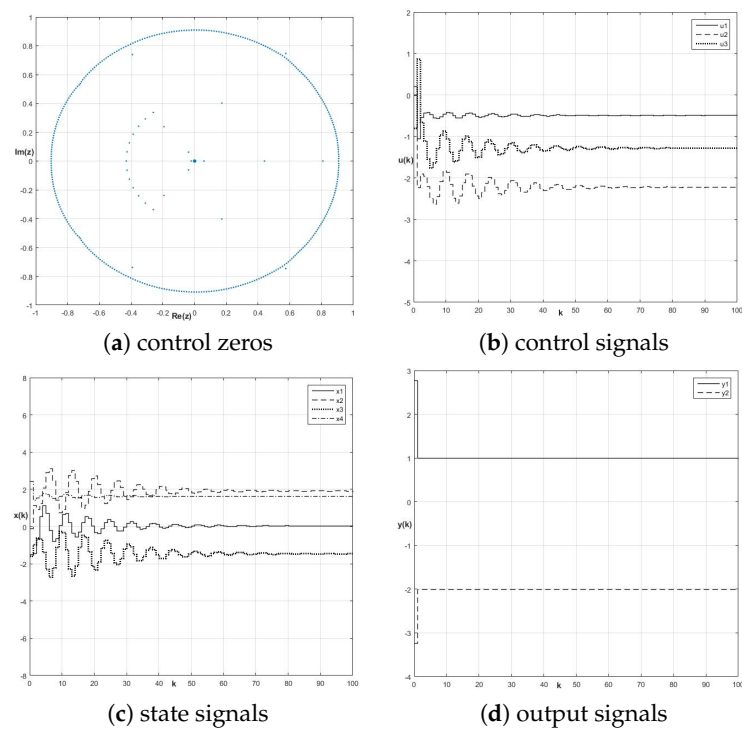 1
0.8
0.6
0.4
0.2
Im(z)
0
-0.2
-0.4
-0.6
-0.8
-1
-1 -0.8 -0.6 -0.4 -0.2 0 0.2 0.4 0.6 0.8 1
Re(z)
(a) control zeros
2
1
0
-1
u(k)
-2
-3
-4
-5
0 10 20 30 40 50 60 70 80 90 100
k
u1
u2
u3
(b) control signals
8
6
4
2
x(k)
0
-2
-4
-6
-8
0 10 20 30 40 50 60 70 80 90 100
k
x1
x2
x3
x4
(c) state signals
3
2
1
0
y(k)
-1
-2
-3
-4
0 10 20 30 40 50 60 70 80 90 100
k
y1
y2
(d) output signals